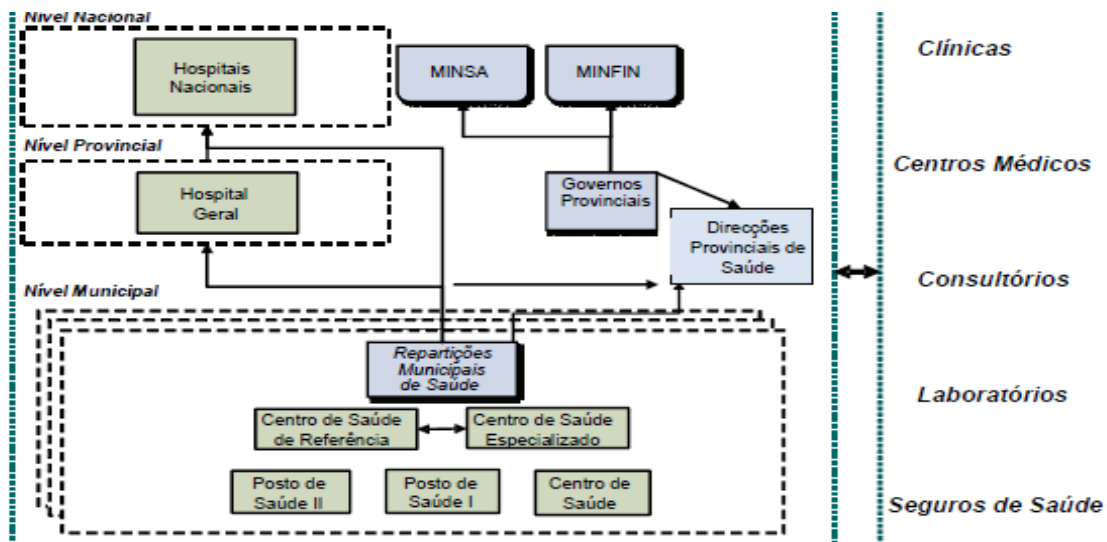 Nível Nacional
Hospitais
Nacionais
MINSA
MINFIN
Clínicas
Nível Provincial
Hospital
Geral
Governos
Provinciais
Direcções
Provinciais de
Saúde
Centros Médicos
Consultórios
Nível Municipal
Repartições
Municipais
de Saúde
Centro de Saúde
de Referência
Centro de Saúde
Especializado
Laboratórios
Posto de
Saúde II
Posto de
Saúde I
Centro de
Saúde
Seguros de Saúde